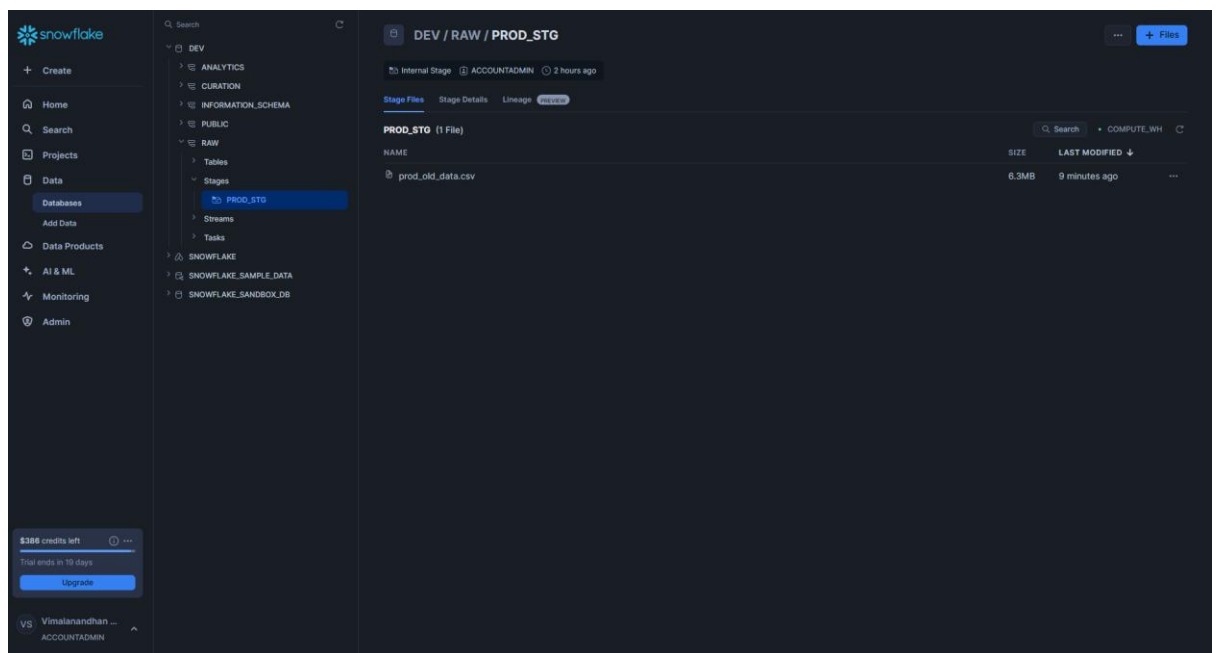 snowflake
+ Create
Home
Search
Projects
Data
Databases
Add Data
Data Products
AI & ML
Monitoring
Admin
$386 credits left
Trial ends in 19 days
Upgrade
VS
Vimalanandhan ...
ACCOUNTADMIN
Search
DEV
ANALYTICS
CURATION
INFORMATION_SCHEMA
PUBLIC
RAW
Tables
Stages
PROD_STG
Streams
Tasks
SNOWFLAKE
SNOWFLAKE_SAMPLE_DATA
SNOWFLAKE_SANDBOX_DB
DEV / RAW / PROD_STG
... + Files
Internal Stage ACCOUNTADMIN 2 hours ago
Stage Files Stage Details Lineage PREVIEW
PROD_STG (1 File) Search • COMPUTE_WH
NAME SIZE LAST MODIFIED ↓
prod_old_data.csv 6.3MB 9 minutes ago ...